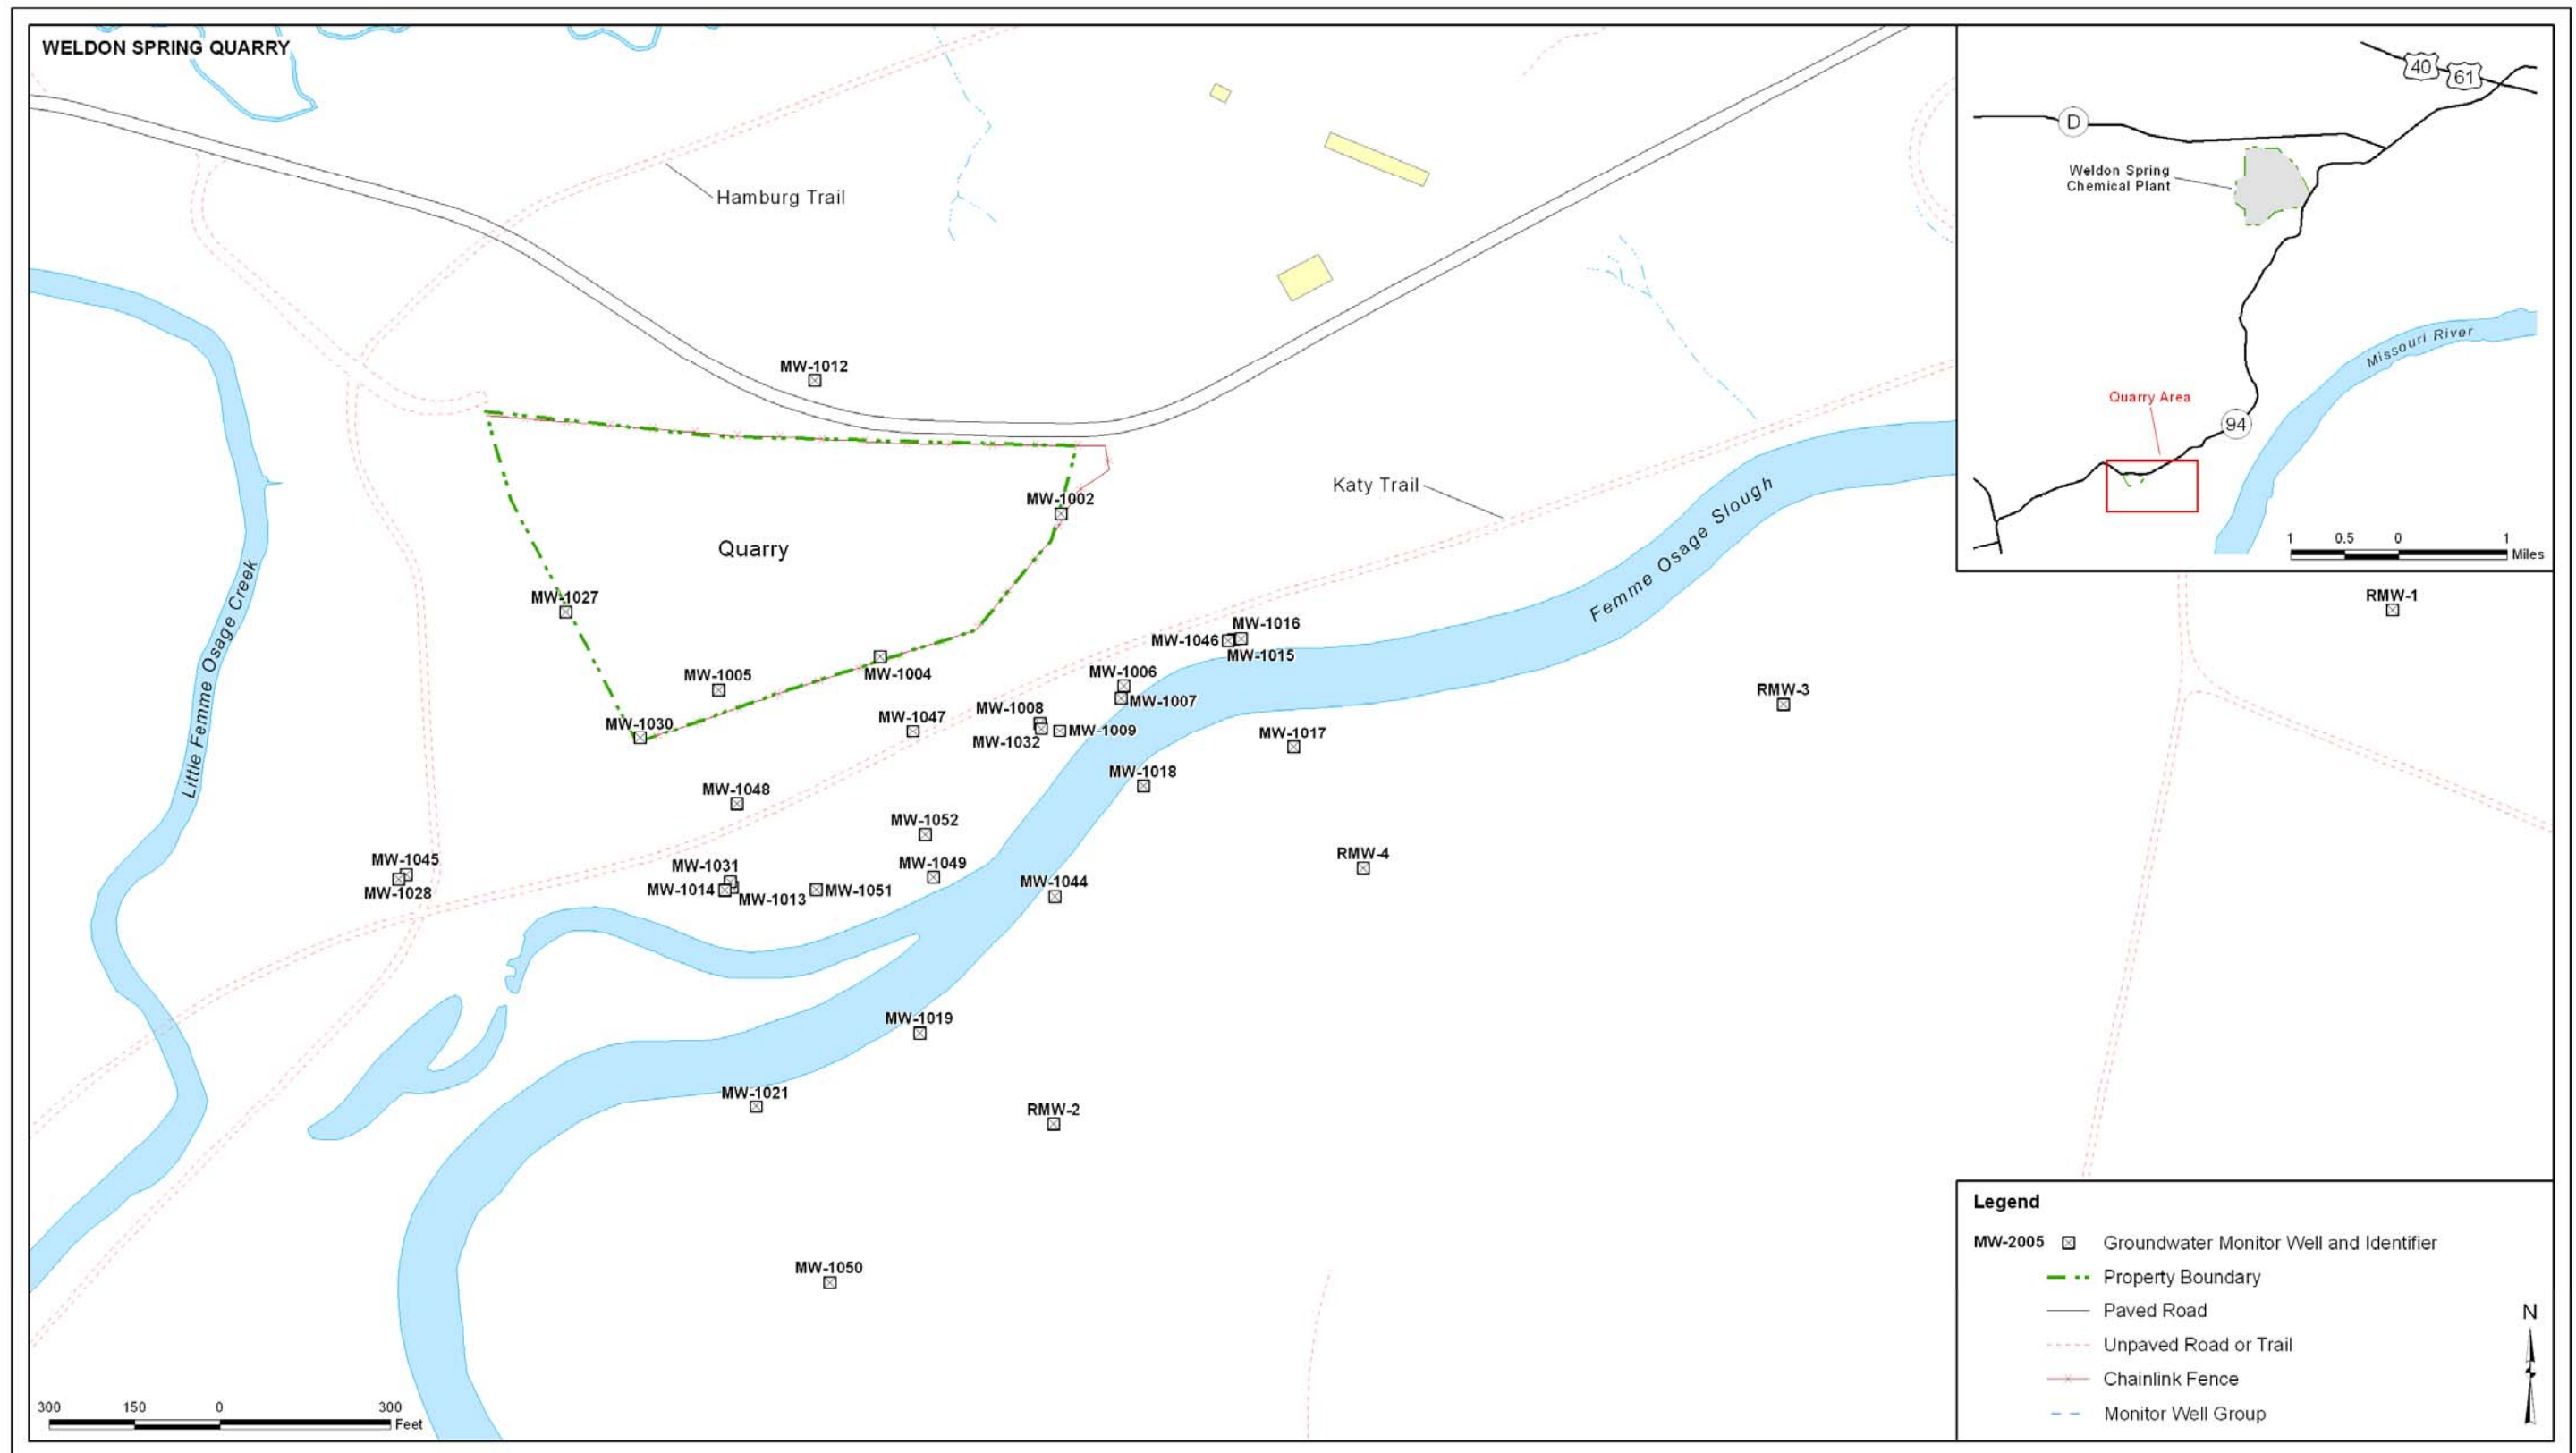 WELDON SPRING QUARRY
Hamburg Trail
MW-1012
MW-1002
Katy Trail
Quarry
Femme Osage Slough
Little Femme Osage Creek
MW-1027
MW-1016
MW-1046
MW-1015
MW-1004
MW-1005
MW-1006
MW-1007
MW-1030
MW-1047
MW-1008
MW-1032
MW-1009
MW-1017
RMW-3
RMW-1
MW-1018
MW-1048
MW-1052
MW-1045
MW-1028
MW-1031
MW-1014
MW-1013
MW-1051
MW-1049
MW-1044
RMW-4
MW-1019
MW-1021
RMW-2
MW-1050
300 150 0 300
Feet
40
61
D
Weldon Spring
Chemical Plant
Missouri River
Quarry Area
94
1 0.5 0 1
Miles
Legend
MW-2005 Groundwater Monitor Well and Identifier
Property Boundary
Paved Road
Unpaved Road or Trail
Chainlink Fence
Monitor Well Group
N